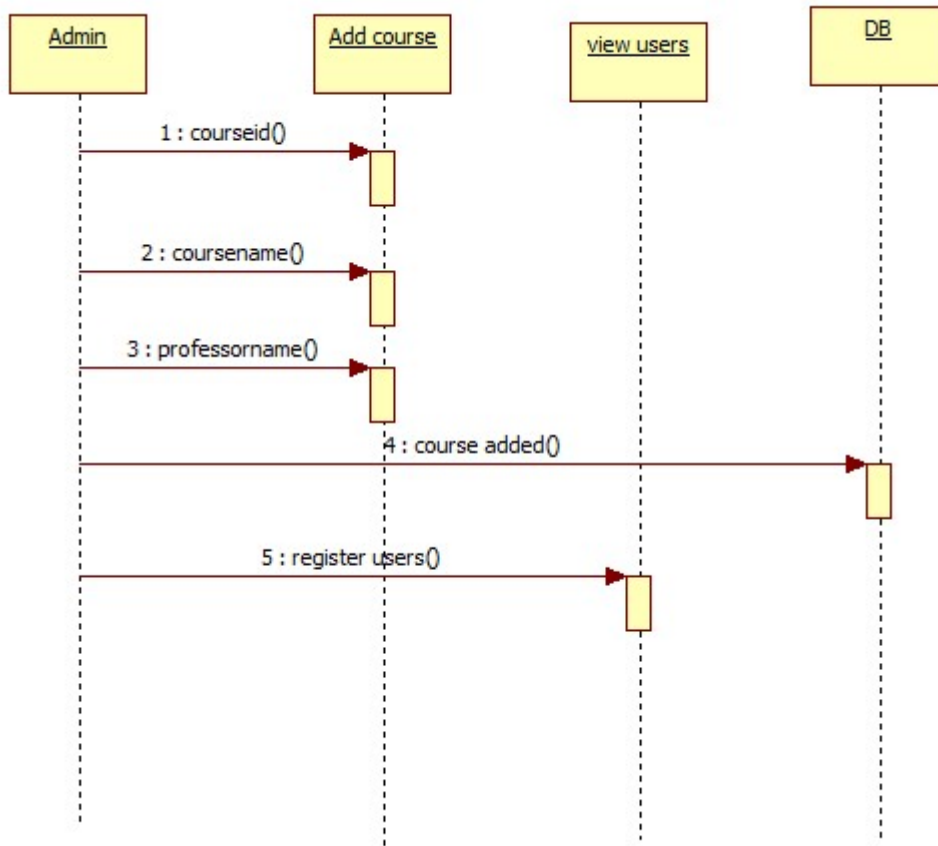 Admin
Add course
view users
DB
1 : courseid()
2 : coursename()
3 : professorname()
4 : course added()
5 : register users()